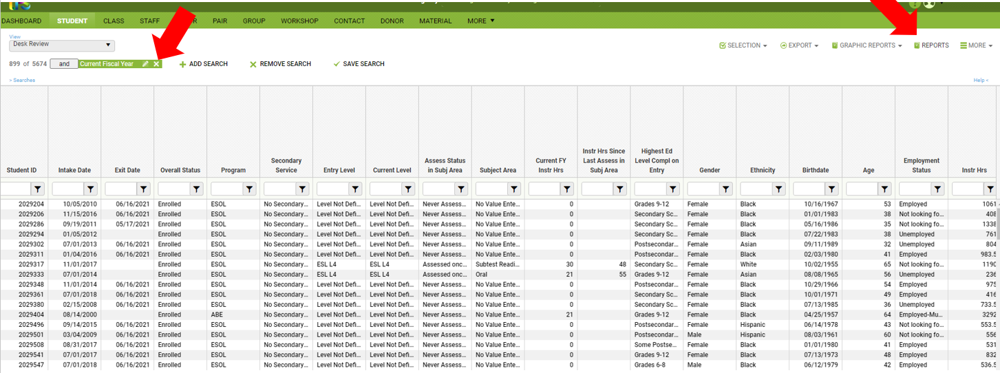 DASHBOARD STUDENT CLASS STAFF PAIR GROUP WORKSHOP CONTACT DONOR MATERIAL MORE
View
Desk Review
SELECTION EXPORT GRAPHIC REPORTS REPORTS MORE
899 of 5674 and Current Fiscal Year ADD SEARCH REMOVE SEARCH SAVE SEARCH
> Searches Help <
Student ID Intake Date Exit Date Overall Status Program Secondary Service Entry Level Current Level Assess Status in Subj Area Subject Area Current FY Instr Hrs Instr Hrs Since Last Assess in Subj Area Highest Ed Level Compl on Entry Gender Ethnicity Birthdate Age Employment Status Instr Hrs
2029204 10/05/2010 06/16/2021 Enrolled ESOL No Secondary... Level Not Defi... Level Not Defi... Never Assess... No Value Ente... 0 Grades 9-12 Female Black 10/16/1967 53 Employed 1061
2029206 11/15/2016 06/16/2021 Enrolled ESOL No Secondary... Level Not Defi... Level Not Defi... Never Assess... No Value Ente... 0 Secondary Sc... Female Black 01/01/1983 38 Not looking fo... 408
2029286 09/19/2011 05/17/2021 Enrolled ESOL No Secondary... Level Not Defi... Level Not Defi... Never Assess... No Value Ente... 0 Secondary Sc... Female Black 05/16/1986 35 Not looking fo... 1338
2029294 01/05/2012 Enrolled ESOL No Secondary... Level Not Defi... Level Not Defi... Never Assess... No Value Ente... 0 Secondary Sc... Female Black 07/22/1983 38 Unemployed 761
2029302 07/01/2013 06/16/2021 Enrolled ESOL No Secondary... Level Not Defi... Level Not Defi... Never Assess... No Value Ente... 0 Postsecondar... Female Asian 09/11/1989 32 Unemployed 804
2029311 01/04/2016 06/16/2021 Enrolled ESOL No Secondary... Level Not Defi... Level Not Defi... Never Assess... No Value Ente... 0 Postsecondar... Female Black 02/03/1980 41 Employed 983.5
2029317 11/01/2017 Enrolled ESOL No Secondary... ESL L4 ESL L4 Assessed onc... Subtest Readi... 30 48 Secondary Sc... Female White 10/02/1955 65 Not looking fo... 1190
2029333 07/01/2014 Enrolled ESOL No Secondary... ESL L4 ESL L4 Assessed onc... Oral 21 55 Grades 9-12 Female Asian 08/08/1965 56 Unemployed 236
2029348 11/01/2014 06/16/2021 Enrolled ESOL No Secondary... Level Not Defi... Level Not Defi... Never Assess... No Value Ente... 0 Postsecondar... Female Black 10/29/1966 54 Employed 975
2029361 07/01/2018 06/16/2021 Enrolled ESOL No Secondary... Level Not Defi... Level Not Defi... Never Assess... No Value Ente... 0 Secondary Sc... Female Black 10/01/1971 49 Employed 416
2029380 02/15/2008 06/16/2021 Enrolled ESOL No Secondary... Level Not Defi... Level Not Defi... Never Assess... No Value Ente... 0 Secondary Sc... Female Black 07/13/1985 36 Unemployed 733.5
2029404 08/14/2000 Enrolled ABE No Secondary... Level Not Defi... Level Not Defi... Never Assess... No Value Ente... 21 Grades 9-12 Female Black 04/25/1957 64 Employed-Mu... 3292
2029496 09/14/2015 06/16/2021 Enrolled ESOL No Secondary... Level Not Defi... Level Not Defi... Never Assess... No Value Ente... 0 Postsecondar... Female Hispanic 06/14/1978 43 Not looking fo... 553.5
2029501 03/04/2009 06/16/2021 Enrolled ESOL No Secondary... Level Not Defi... Level Not Defi... Never Assess... No Value Ente... 0 Postsecondar... Male Hispanic 08/03/1961 60 Not looking fo... 556
2029508 08/31/2017 06/16/2021 Enrolled ESOL No Secondary... Level Not Defi... Level Not Defi... Never Assess... No Value Ente... 0 Some Postse... Female Black 01/01/1980 41 Employed 531
2029541 07/01/2017 06/16/2021 Enrolled ESOL No Secondary... Level Not Defi... Level Not Defi... Never Assess... No Value Ente... 0 Grades 9-12 Female Black 07/13/1973 48 Employed 832
2029547 07/01/2018 06/16/2021 Enrolled ESOL No Secondary... Level Not Defi... Level Not Defi... Never Assess... No Value Ente... 0 Grades 6-8 Male Black 06/12/1979 42 Employed 536.5